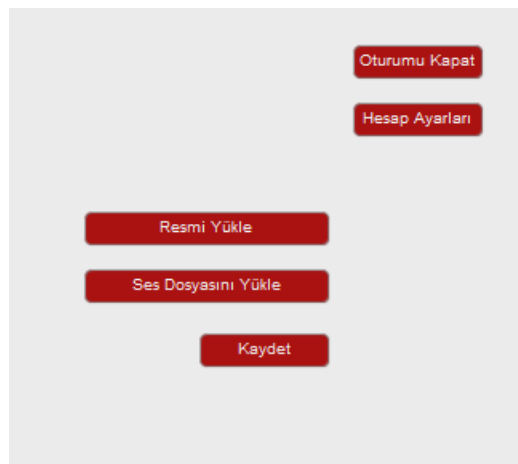 Oturumu Kapat
Hesap Ayarları
Resmi Yükle
Ses Dosyasını Yükle
Kaydet